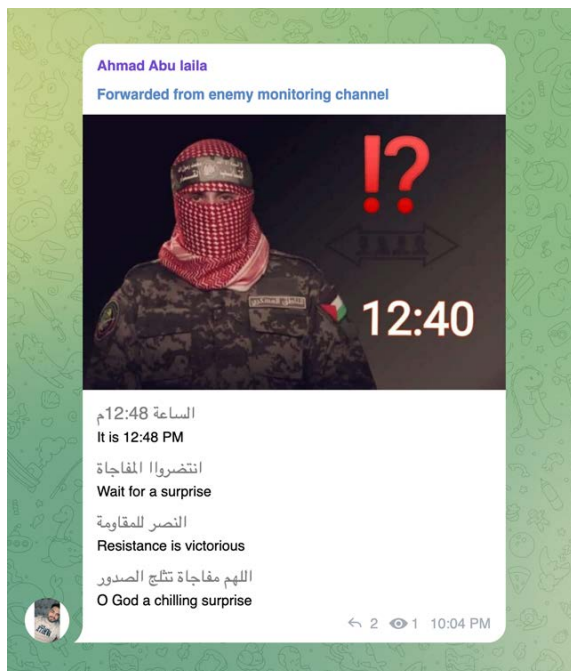 Ahmad Abu laila
Forwarded from enemy monitoring channel
!?
12:40
الساعة 12:48م
It is 12:48 PM
انتضرواا المفاجاة
Wait for a surprise
النصر للمقاومة
Resistance is victorious
اللهم مفاجاة تثلج الصدور
O God a chilling surprise
2 1 10:04 PM